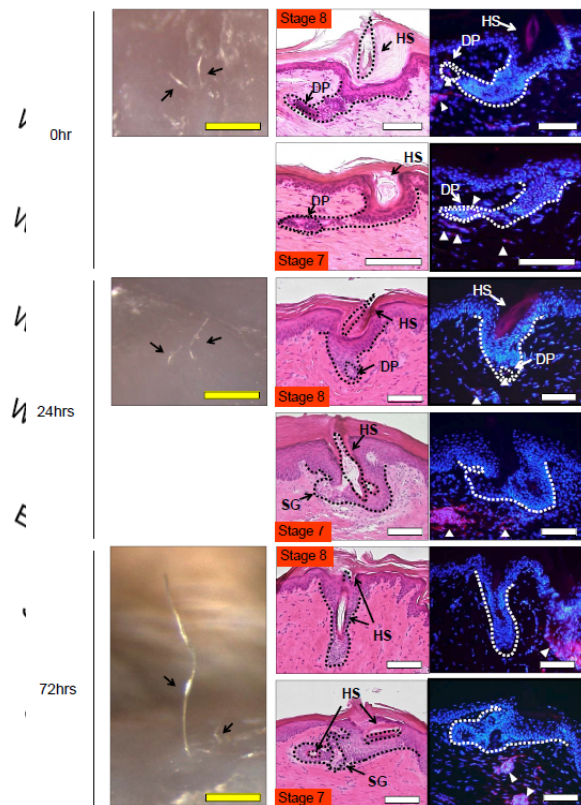 Stage 8
HS
DP
HS
DP
0hr
HS
DP
DP
Stage 7
HS
HS
DP
DP
Stage 8
24hrs
HS
SG
Stage 7
Stage 8
HS
72hrs
HS
SG
Stage 7